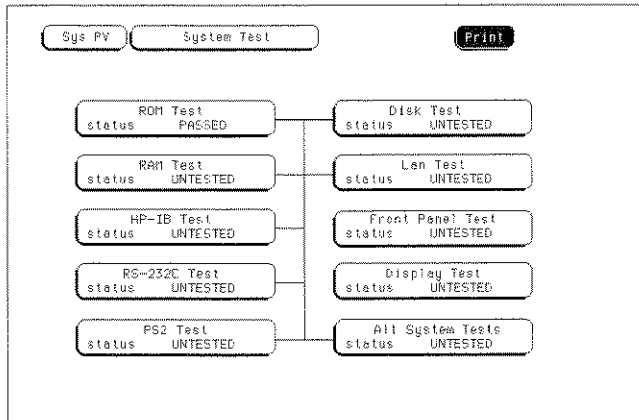 Sys PV System Test Print
ROM Test
status PASSED
Disk Test
status UNTESTED
RAM Test
status UNTESTED
Lan Test
status UNTESTED
HP-IB Test
status UNTESTED
Front Panel Test
status UNTESTED
RS-232C Test
status UNTESTED
Display Test
status UNTESTED
PS2 Test
status UNTESTED
All System Tests
status UNTESTED